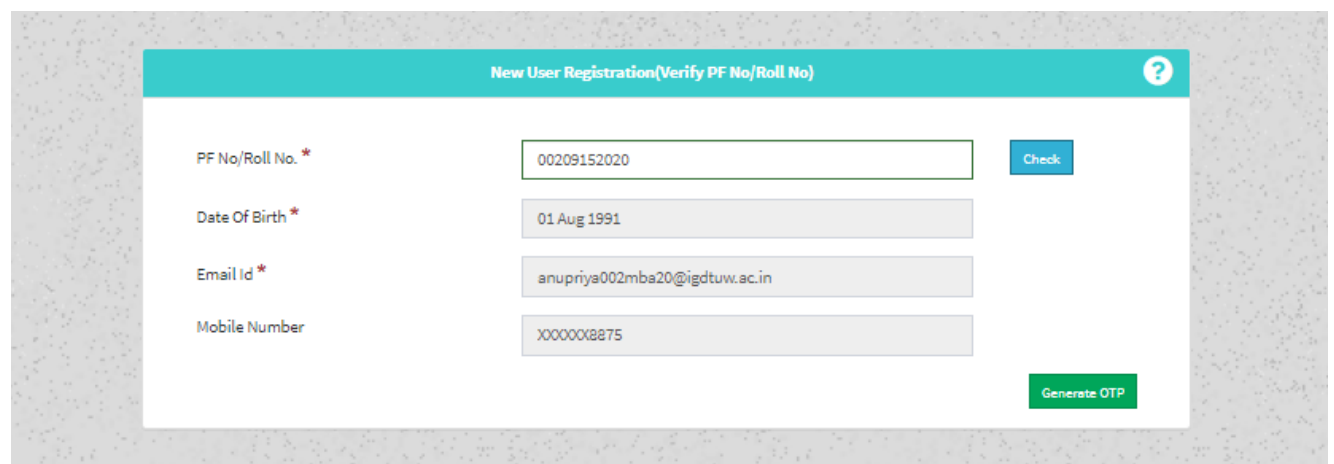 New User Registration(Verify PF No/Roll No)
?
PF No/Roll No. * 00209152020 Check
Date Of Birth * 01 Aug 1991
Email Id * anupriya002mba20@igdtuw.ac.in
Mobile Number XXXXXX8875
Generate OTP